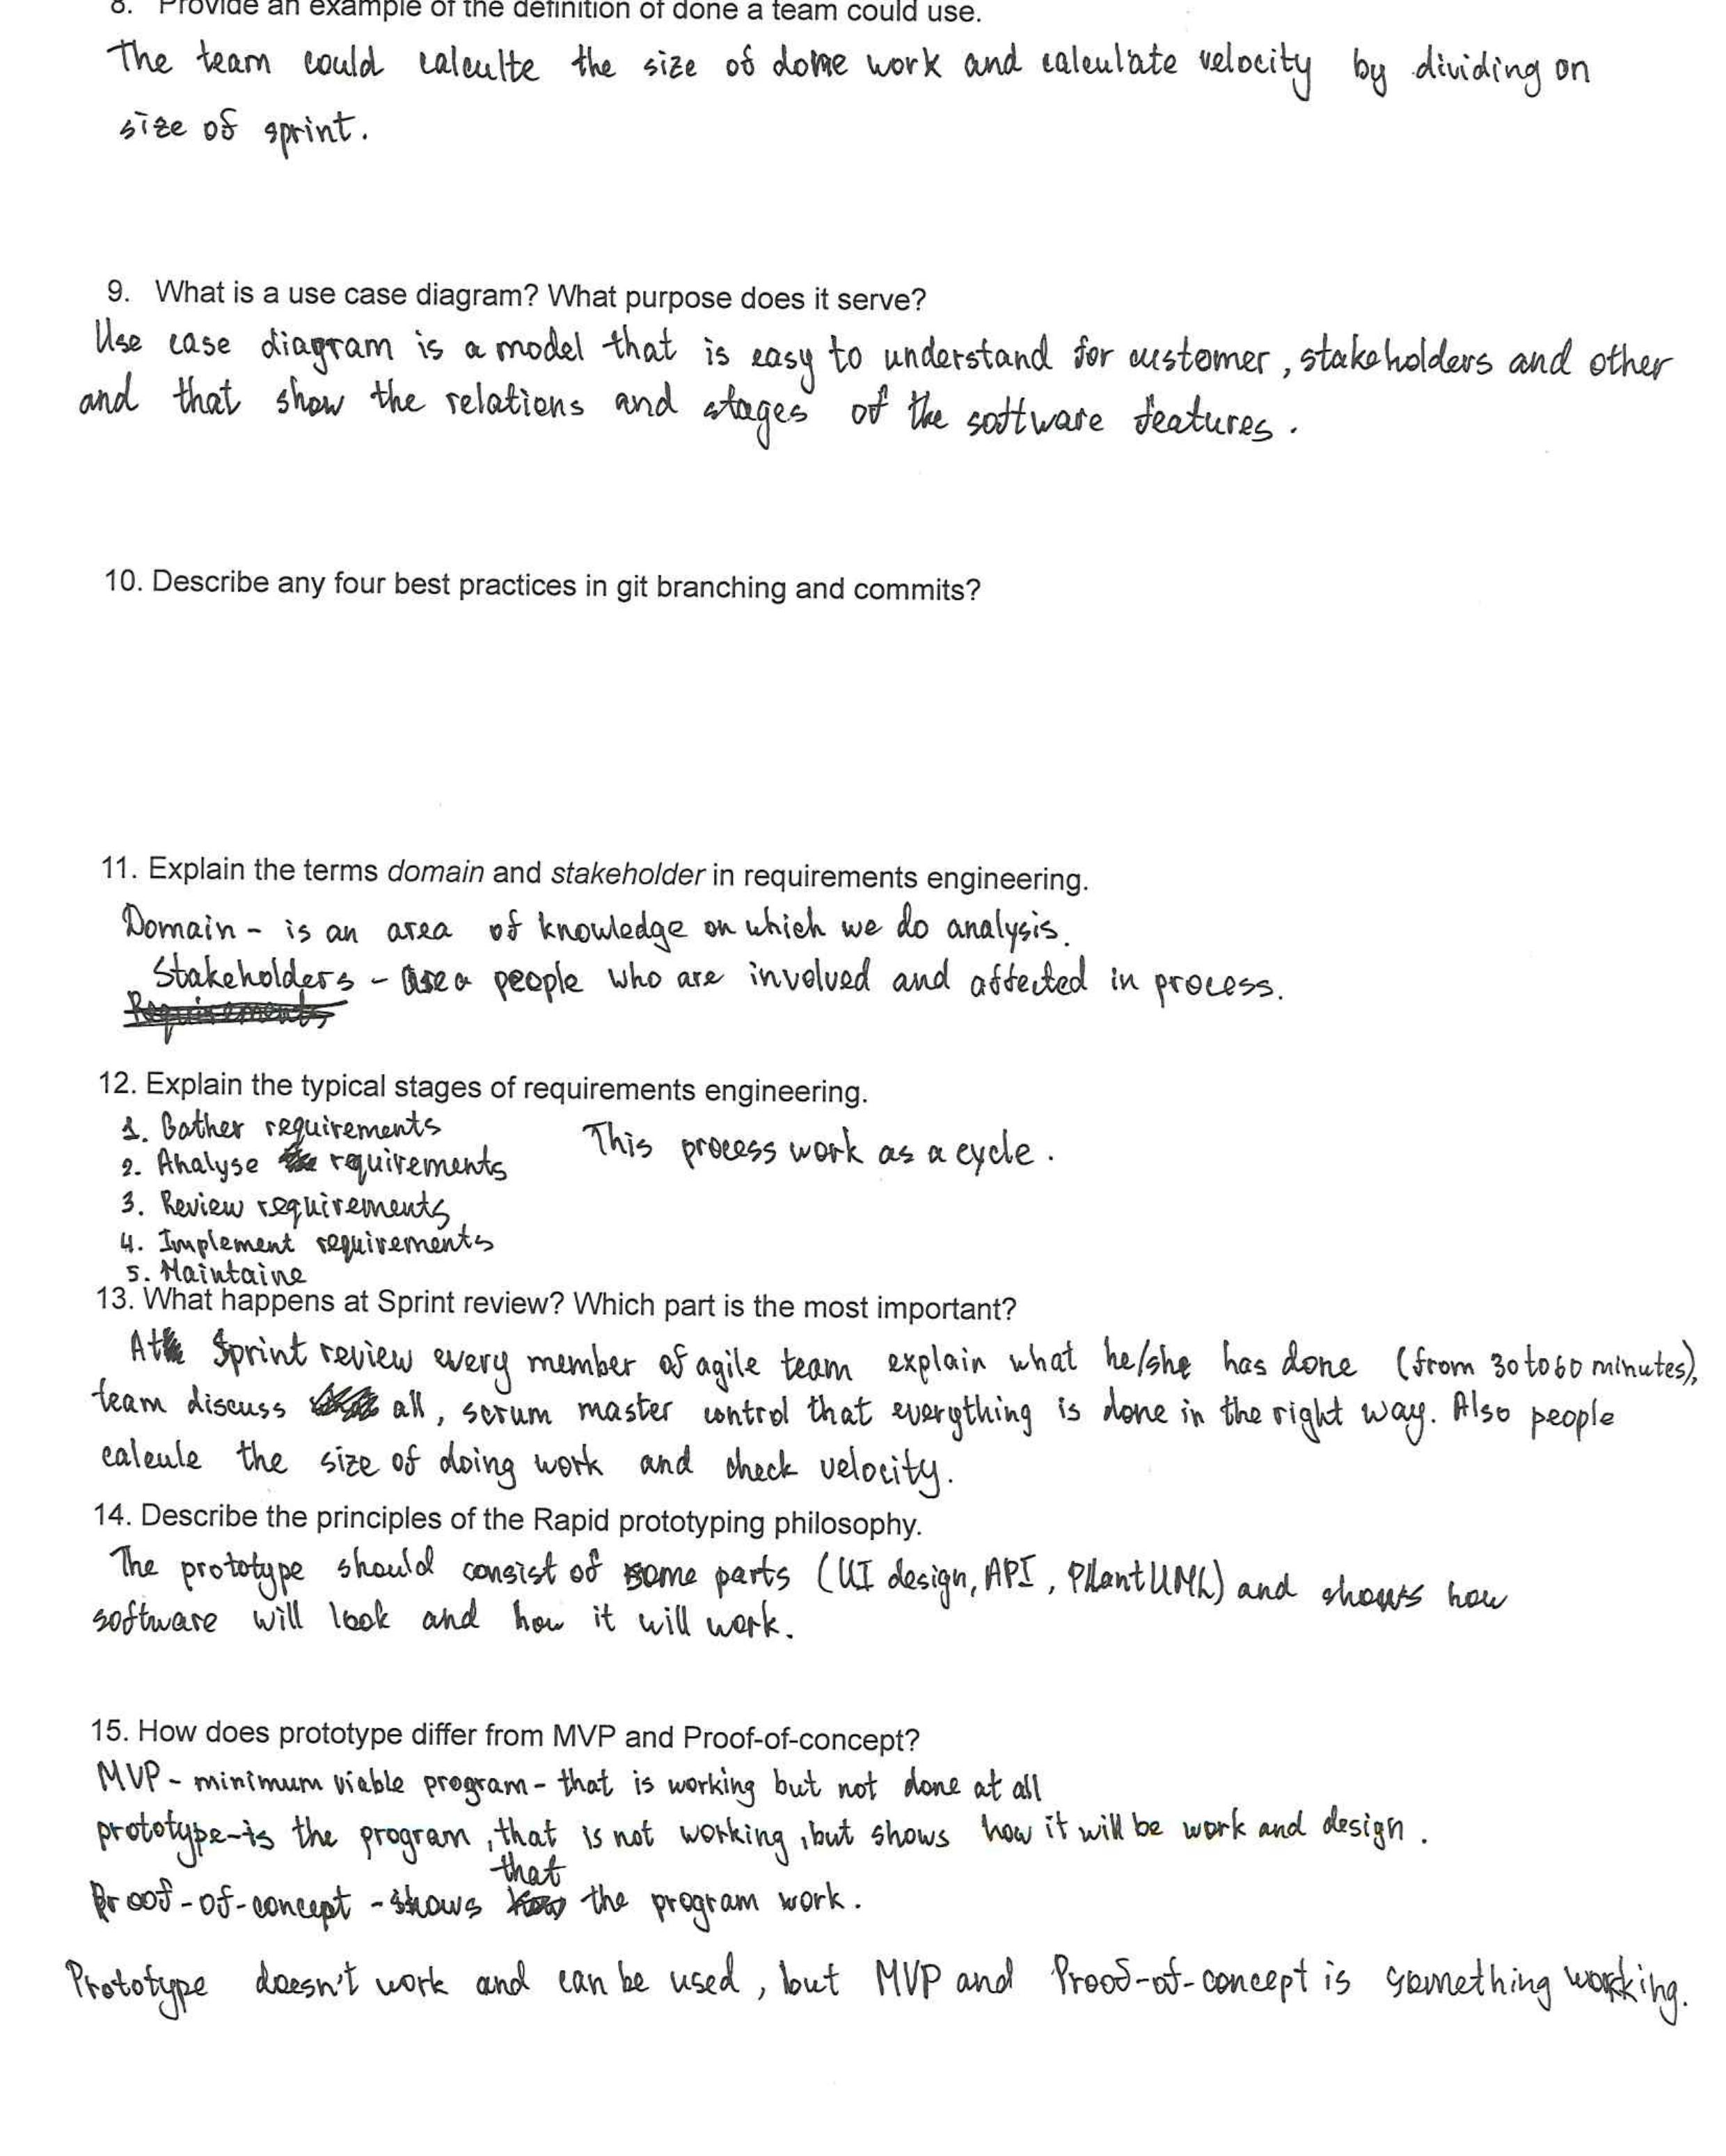 8. Provide an example of the definition of done a team could use.
The team could calculte the size of done work and calculate velocity by dividing on
size of sprint.
9. What is a use case diagram? What purpose does it serve?
Use case diagram is a model that is easy to understand for customer, stakeholders and other
and that show the relations and stages of the software features.
10. Describe any four best practices in git branching and commits?
11. Explain the terms domain and stakeholder in requirements engineering.
Domain - is an area of knowledge on which we do analysis.
Stakeholders - are a people who are involved and affected in process.
Requirements
12. Explain the typical stages of requirements engineering.
1. Gather requirements
This process work as a cycle.
2. Analyse requirements
3. Review requirements
4. Implement requirements
5. Maintaine
13. What happens at Sprint review? Which part is the most important?
At Sprint review every member of agile team explain what he/she has done (from 30 to 60 minutes),
team discuss all, scrum master control that everything is done in the right way. Also people
calcule the size of doing work and check velocity.
14. Describe the principles of the Rapid prototyping philosophy.
The prototype should consist of some parts (UI design, API, PlantUML) and shows how
software will look and how it will work.
15. How does prototype differ from MVP and Proof-of-concept?
MVP - minimum viable program - that is working but not done at all
prototype - is the program, that is not working, but shows how it will be work and design.
Proof-of-concept - shows that the program work.
Prototype doesn't work and can be used, but MVP and Proof-of-concept is something working.